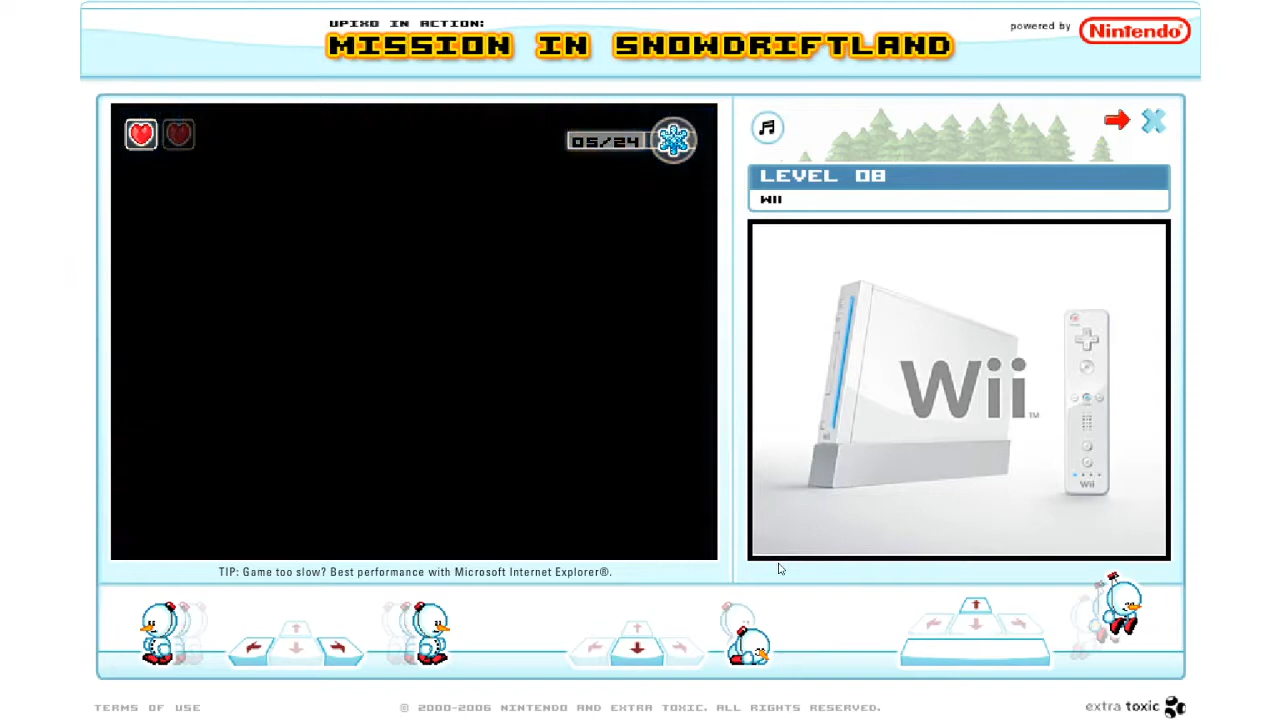 UPIXO IN ACTION:
MISSION IN SNOWDRIFTLAND
powered by Nintendo®
05/24
LEVEL 08
WII
Wii™
Wii
TIP: Game too slow? Best performance with Microsoft Internet Explorer®.
TERMS OF USE
© 2000-2006 NINTENDO AND EXTRA TOXIC. ALL RIGHTS RESERVED.
extra toxic